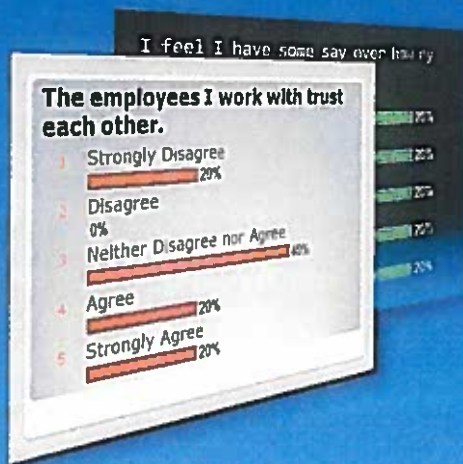 I feel I have some say over how
20%
20%
20%
20%
20%
The employees I work with trust
each other.
1 Strongly Disagree
20%
2 Disagree
0%
3 Neither Disagree nor Agree
40%
4 Agree
20%
5 Strongly Agree
20%